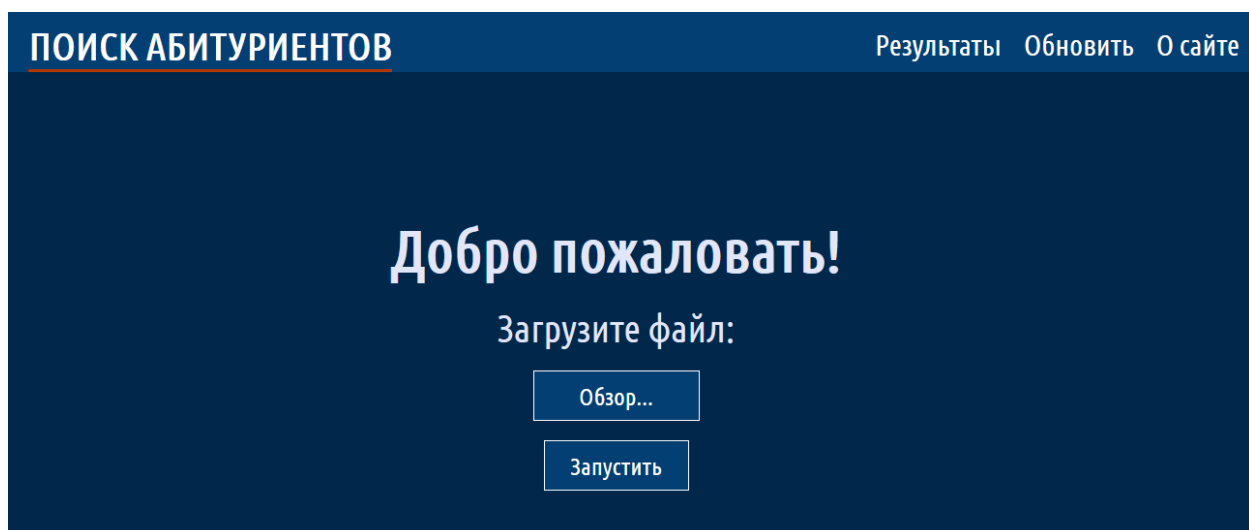 ПОИСК АБИТУРИЕНТОВ
Результаты Обновить О сайте
Добро пожаловать!
Загрузите файл:
Обзор...
Запустить